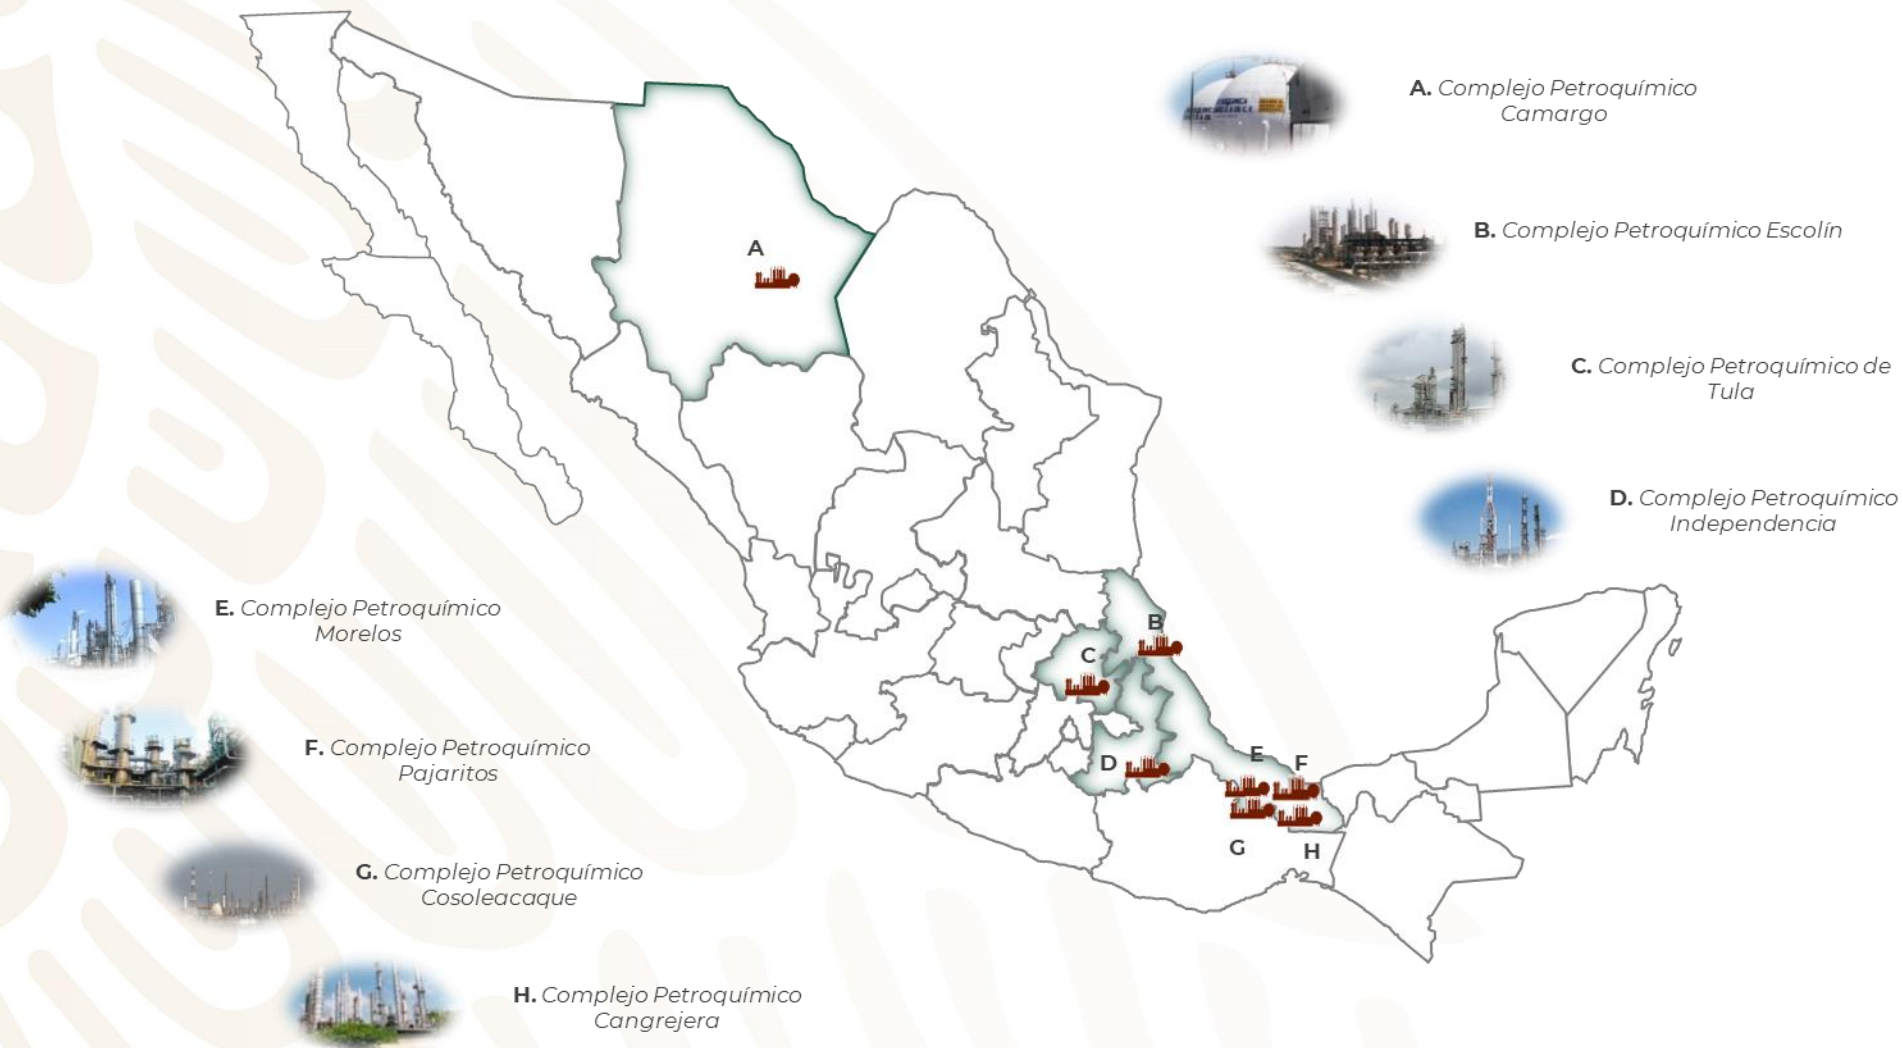 A. Complejo Petroquímico
Camargo
B. Complejo Petroquímico Escolín
C. Complejo Petroquímico de
Tula
D. Complejo Petroquímico
Independencia
E. Complejo Petroquímico
Morelos
F. Complejo Petroquímico
Pajaritos
G. Complejo Petroquímico
Cosoleacaque
H. Complejo Petroquímico
Cangrejera
A
B
C
D
E
F
G
H